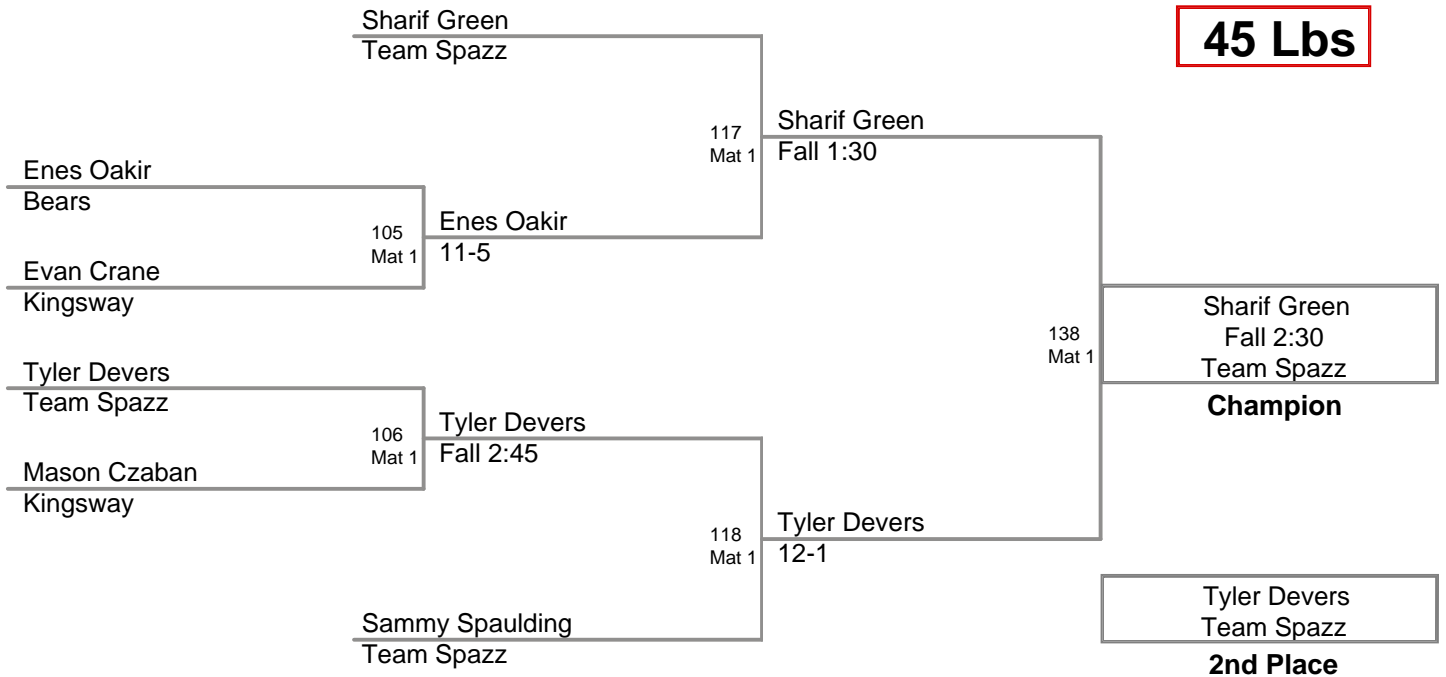 Sharif Green
Team Spazz
45 Lbs
117
Mat 1
Sharif Green
Fall 1:30
Enes Oakir
Bears
105
Mat 1
Enes Oakir
11-5
Evan Crane
Kingsway
Sharif Green
Fall 2:30
Team Spazz
Champion
138
Mat 1
Tyler Devers
Team Spazz
106
Mat 1
Tyler Devers
Fall 2:45
Mason Czaban
Kingsway
118
Mat 1
Tyler Devers
12-1
Sammy Spaulding
Team Spazz
Tyler Devers
Team Spazz
2nd Place